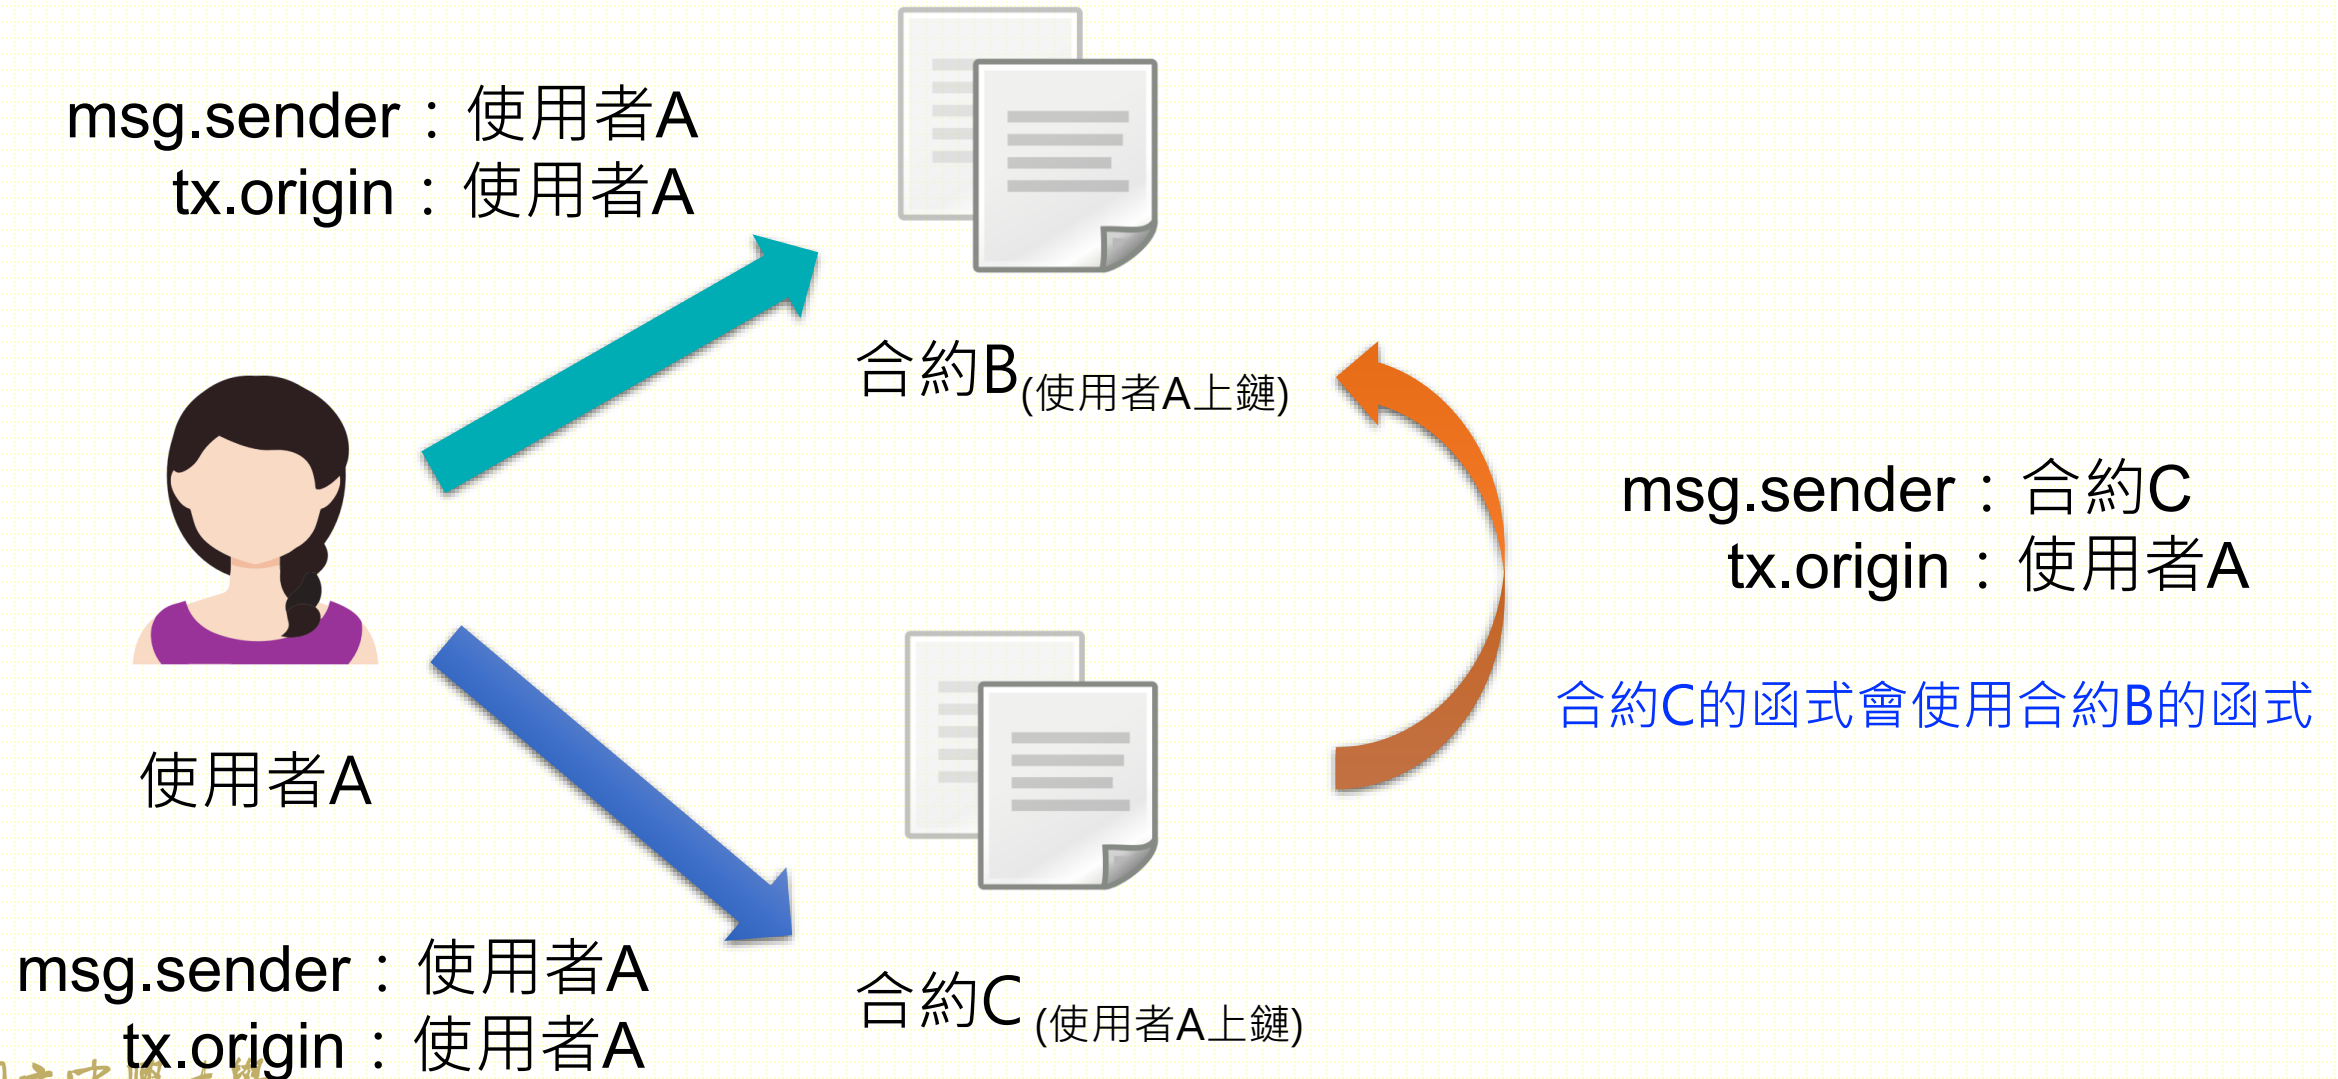 msg.sender：使用者A
tx.origin：使用者A
合約B(使用者A上鏈)
msg.sender：合約C
tx.origin：使用者A
合約C的函式會使用合約B的函式
使用者A
msg.sender：使用者A
tx.origin：使用者A
合約C (使用者A上鏈)